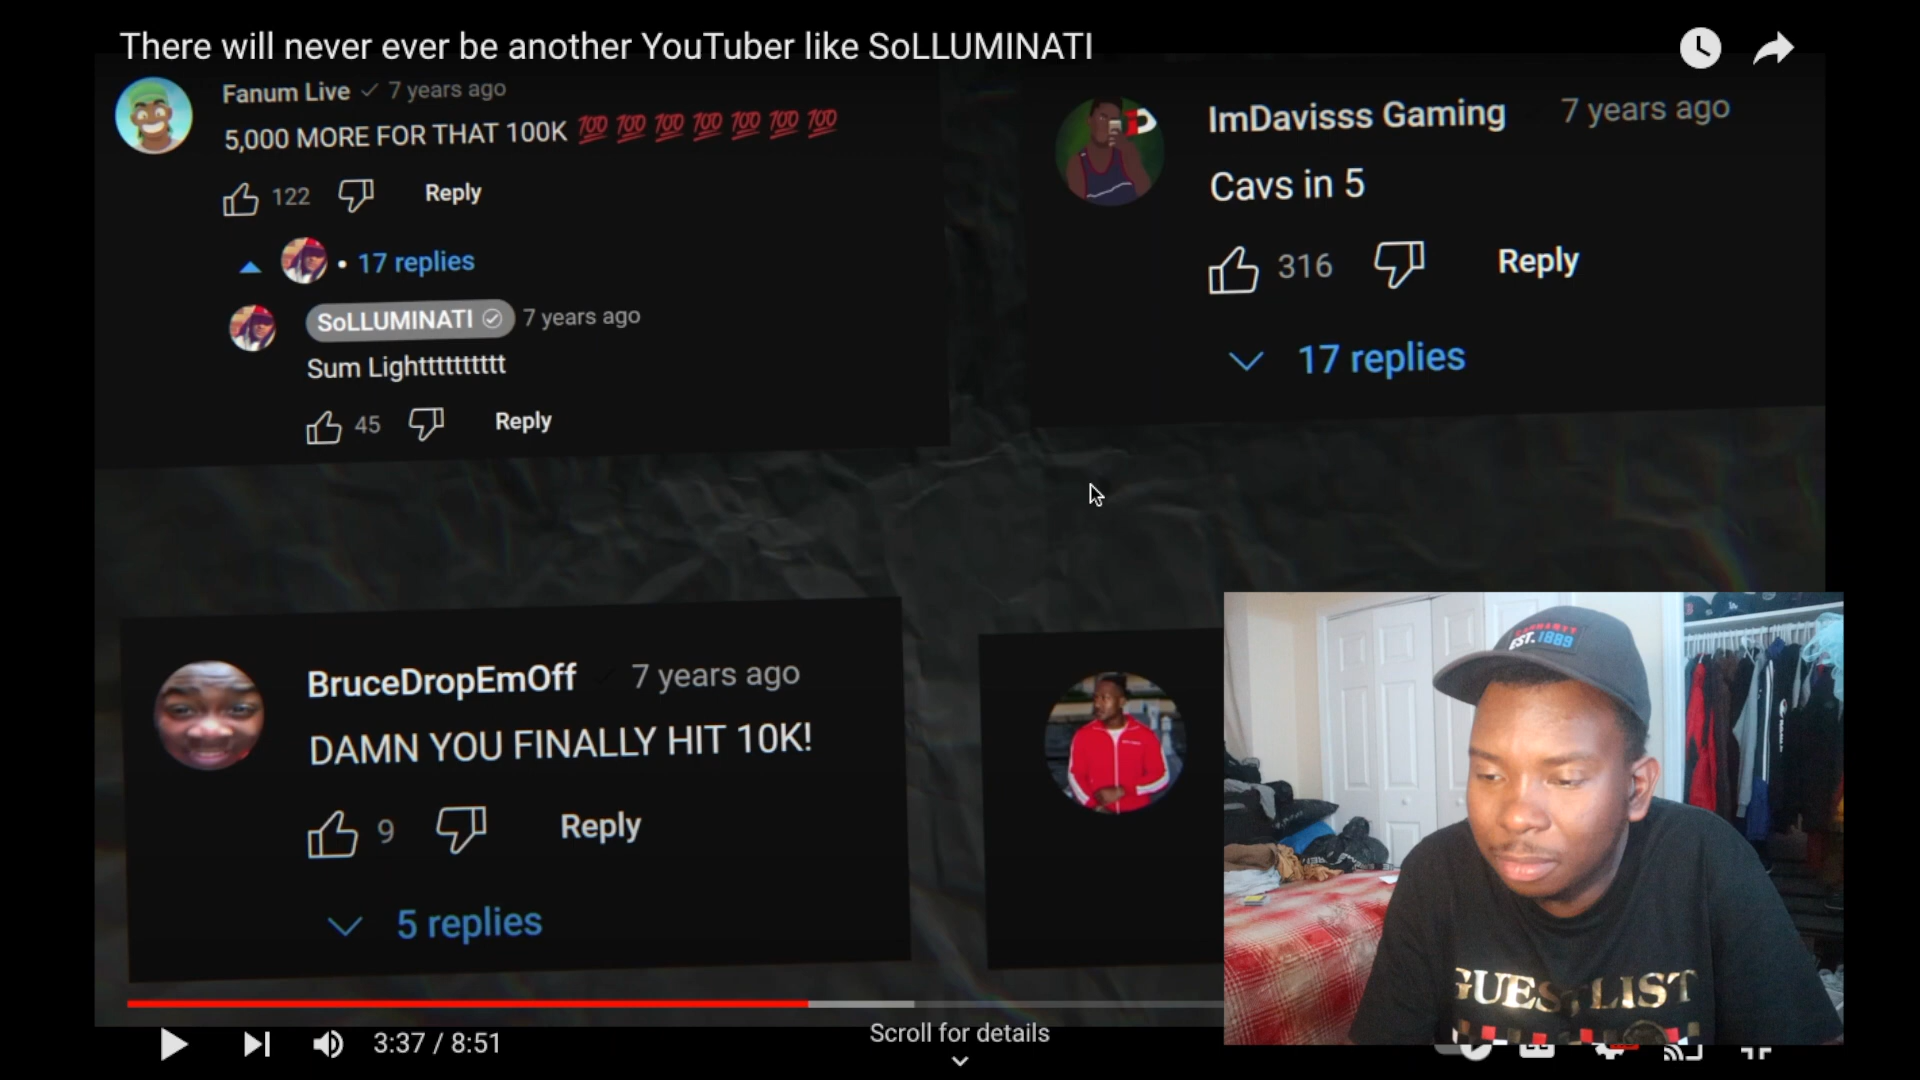 There will never ever be another YouTuber like SoLLUMINATI
Fanum Live 7 years ago
5,000 MORE FOR THAT 100K 💯 💯 💯 💯 💯 💯 💯
122 Reply
• 17 replies
SoLLUMINATI 7 years ago
Sum Lightttttttttt
45 Reply
ImDavisss Gaming 7 years ago
Cavs in 5
316 Reply
17 replies
BruceDropEmOff 7 years ago
DAMN YOU FINALLY HIT 10K!
9 Reply
5 replies
EST. 1889
GUEST LIST
3:37 / 8:51
Scroll for details